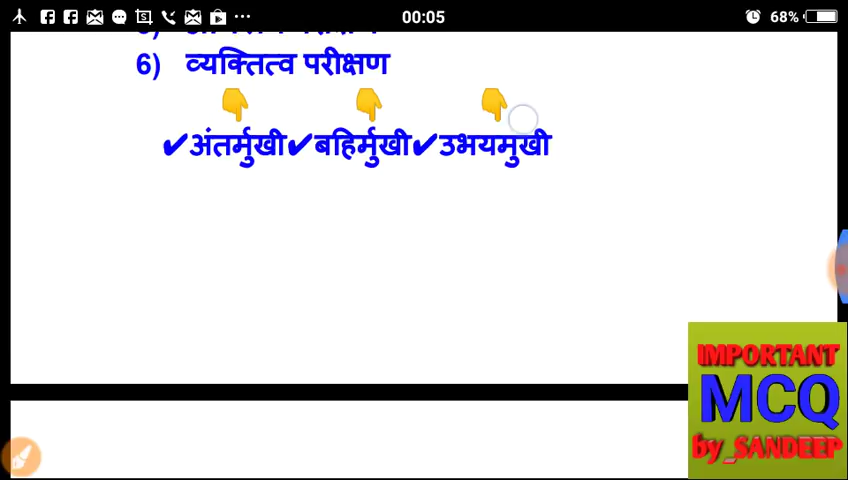 00:05
68%
6) व्यक्तित्व परीक्षण
✔अंतर्मुखी✔बहिर्मुखी✔उभयमुखी
IMPORTANT
MCQ
by_SANDEEP